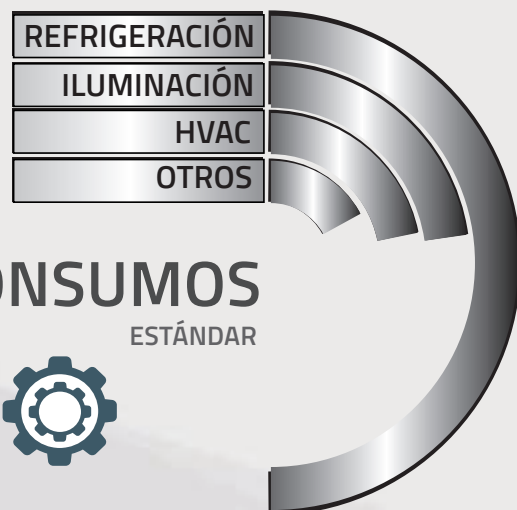 REFRIGERACIÓN
ILUMINACIÓN
HVAC
OTROS
ONSUMOS
ESTÁNDAR